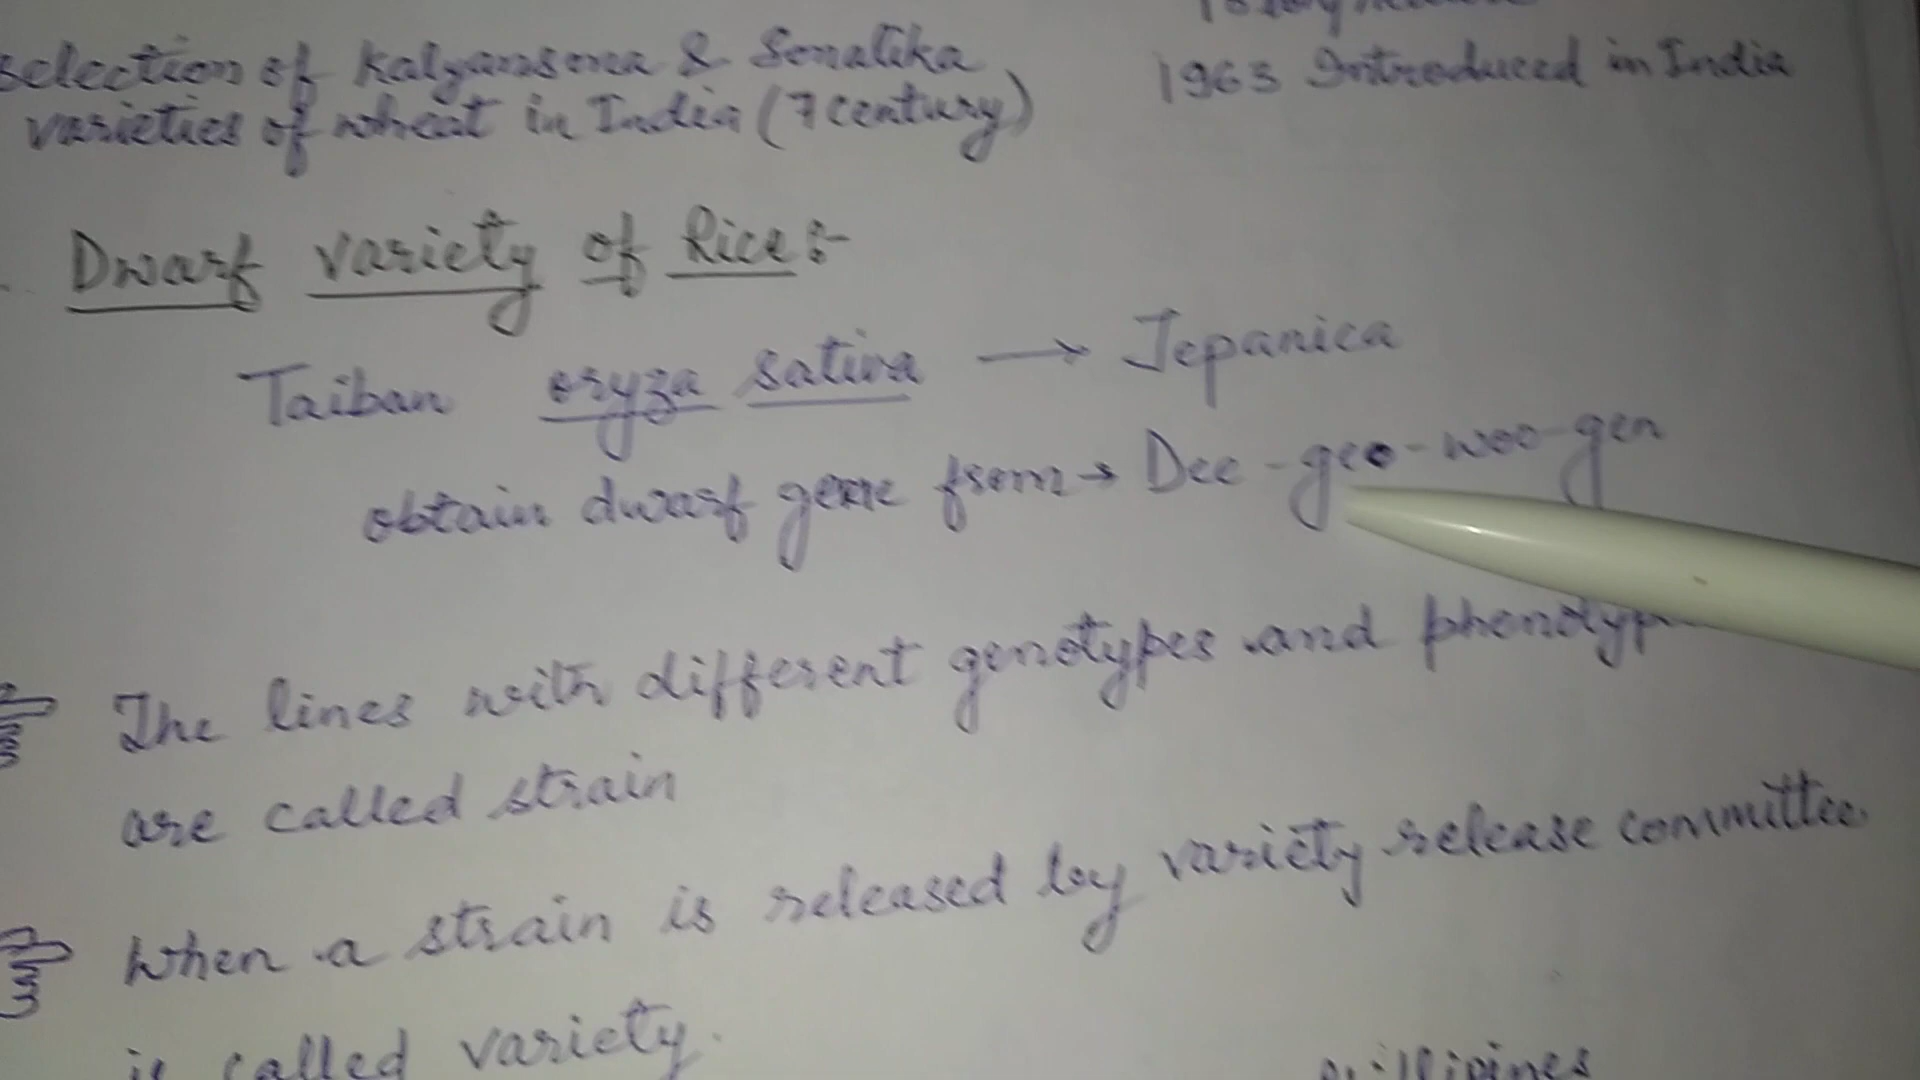 selection of Kalyansona & Sonalika
varieties of wheat in India (7 century)
1963 Introduced in India
Dwarf variety of Rice:-
Taiban oryza sativa → Jepanica
obtain dwarf gene from → Dee-geo-woo-gen
The lines with different genotypes and
are called strain
When a strain is released by variety release committee
is called variety.